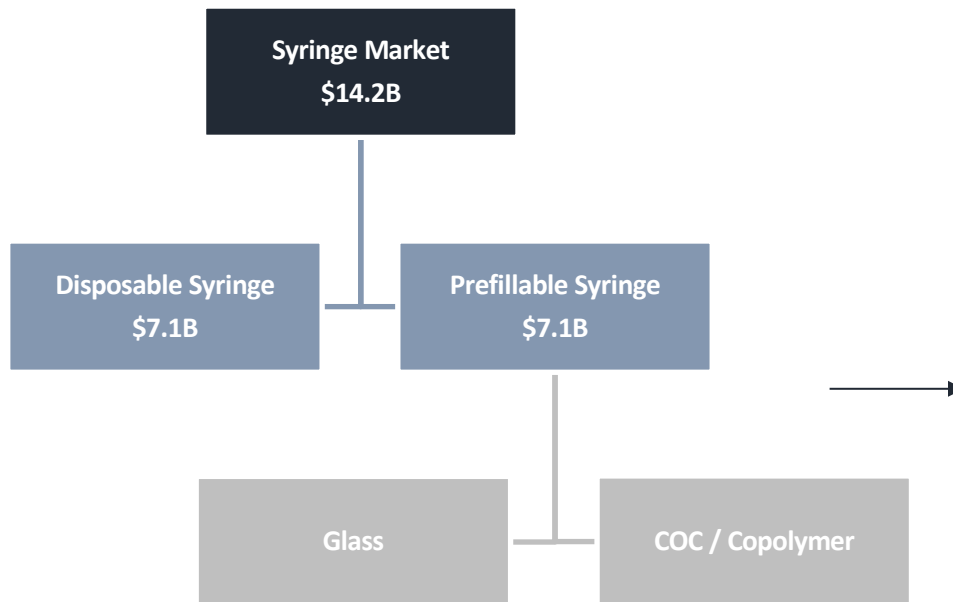 Syringe Market
$14.2B
Disposable Syringe
$7.1B
Prefillable Syringe
$7.1B
Glass
COC / Copolymer